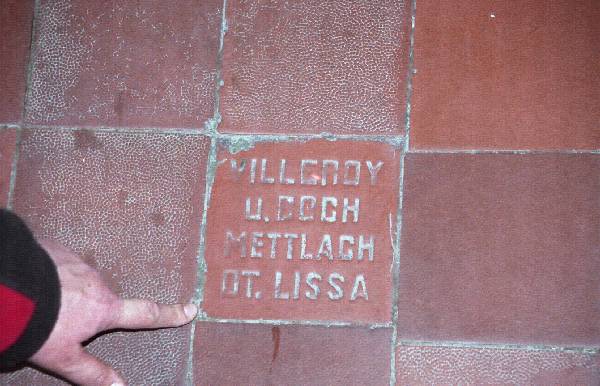 VILLEROY
U. BOCH
METTLACH
DT. LISSA